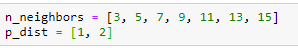 n_neighbors = [3, 5, 7, 9, 11, 13, 15]
p_dist = [1, 2]